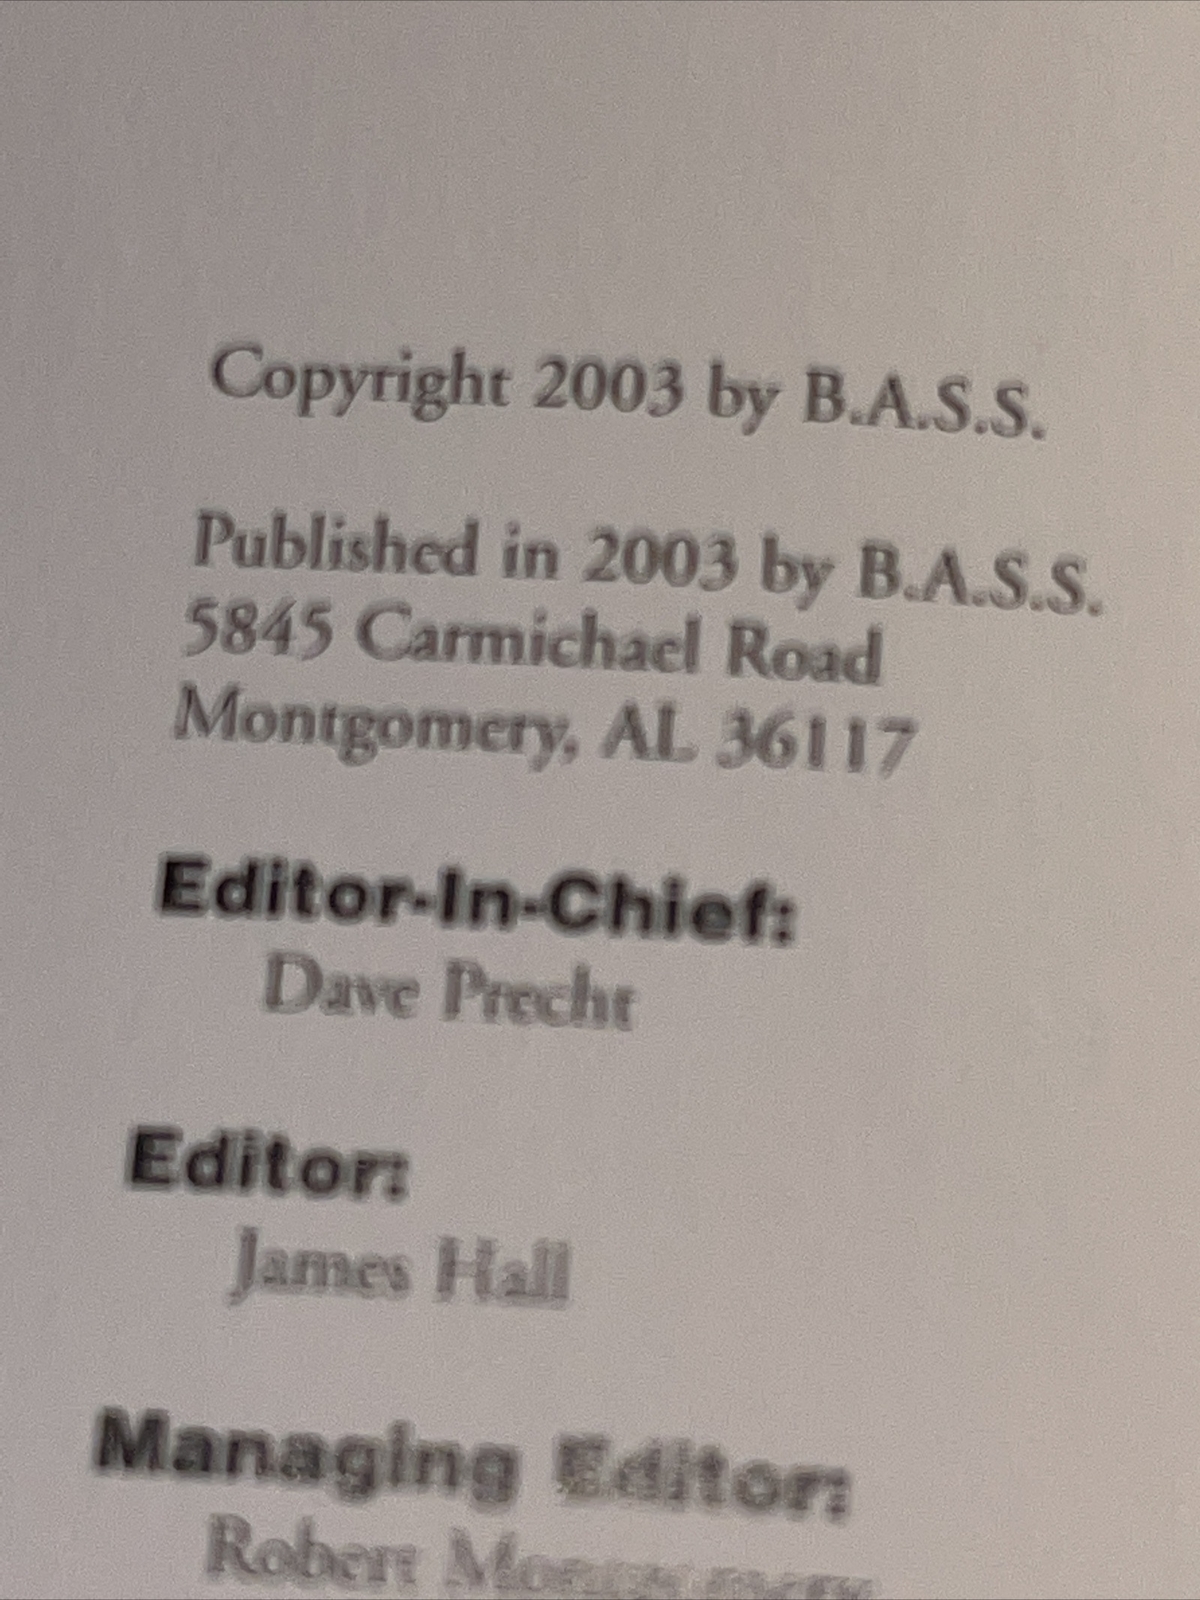 Copyright 2003 by B.A.S.S.
Published in 2003 by B.A.S.S.
5845 Carmichael Road
Montgomery, AL 36117
Editor-In-Chief:
Dave Precht
Editor:
James Hall
Managing Editor:
Robert